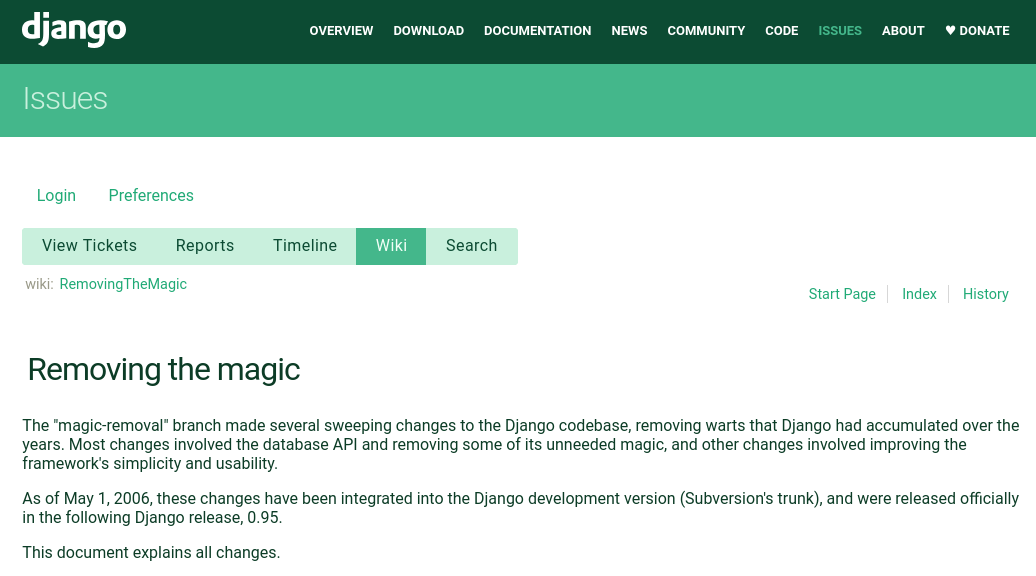 django
OVERVIEW DOWNLOAD DOCUMENTATION NEWS COMMUNITY CODE ISSUES ABOUT ♥ DONATE
Issues
Login Preferences
View Tickets Reports Timeline Wiki Search
wiki: RemovingTheMagic
Start Page Index History
Removing the magic
The "magic-removal" branch made several sweeping changes to the Django codebase, removing warts that Django had accumulated over the
years. Most changes involved the database API and removing some of its unneeded magic, and other changes involved improving the
framework's simplicity and usability.
As of May 1, 2006, these changes have been integrated into the Django development version (Subversion's trunk), and were released officially
in the following Django release, 0.95.
This document explains all changes.